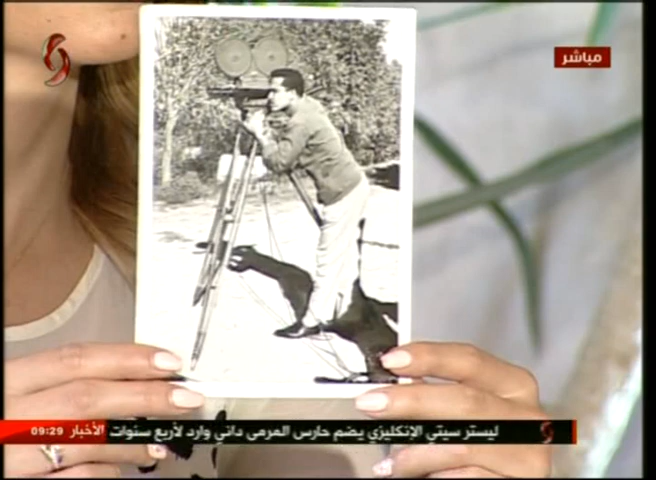 مباشر
ليستر سيتي الإنكليزي يضم حارس المرمى داني وارد لأربع سنوات
الأخبار 09:29